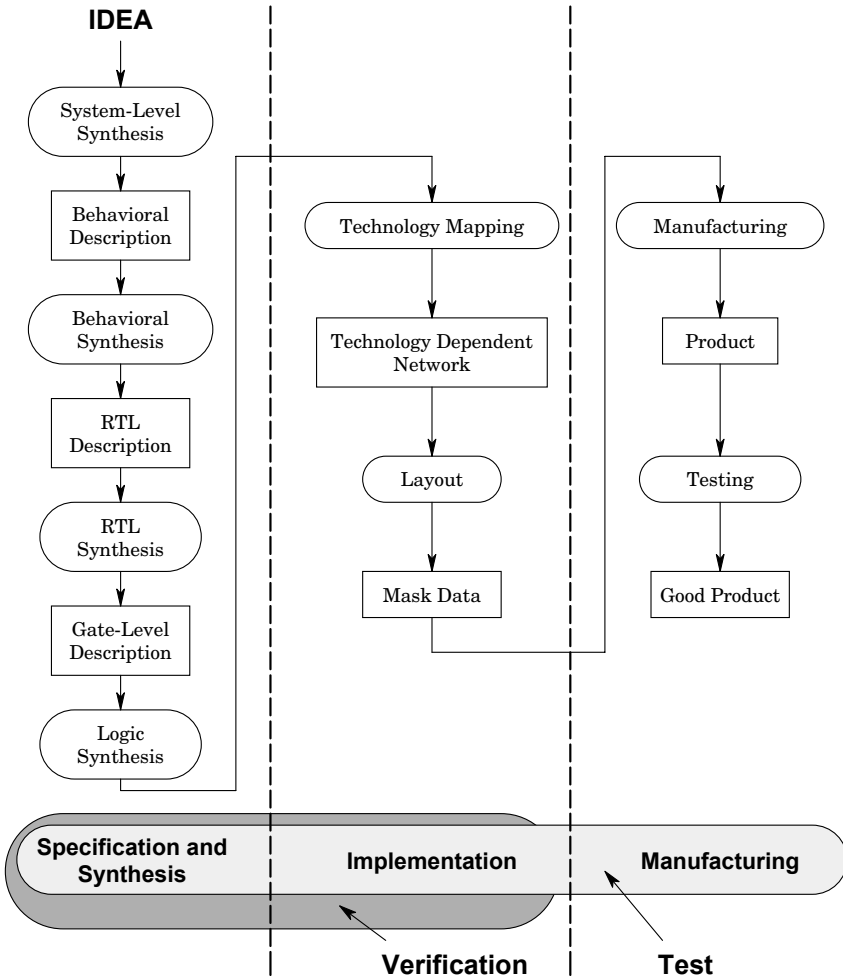 IDEA
System-Level
Synthesis
Behavioral
Description
Behavioral
Synthesis
RTL
Description
RTL
Synthesis
Gate-Level
Description
Logic
Synthesis
Technology Mapping
Technology Dependent
Network
Layout
Mask Data
Manufacturing
Product
Testing
Good Product
Specification and
Synthesis
Implementation
Manufacturing
Verification
Test